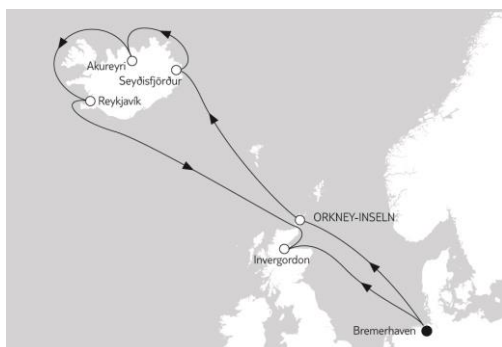 Akureyri
Seyðisfjörður
Reykjavík
ORKNEY-INSELN
Invergordon
Bremerhaven